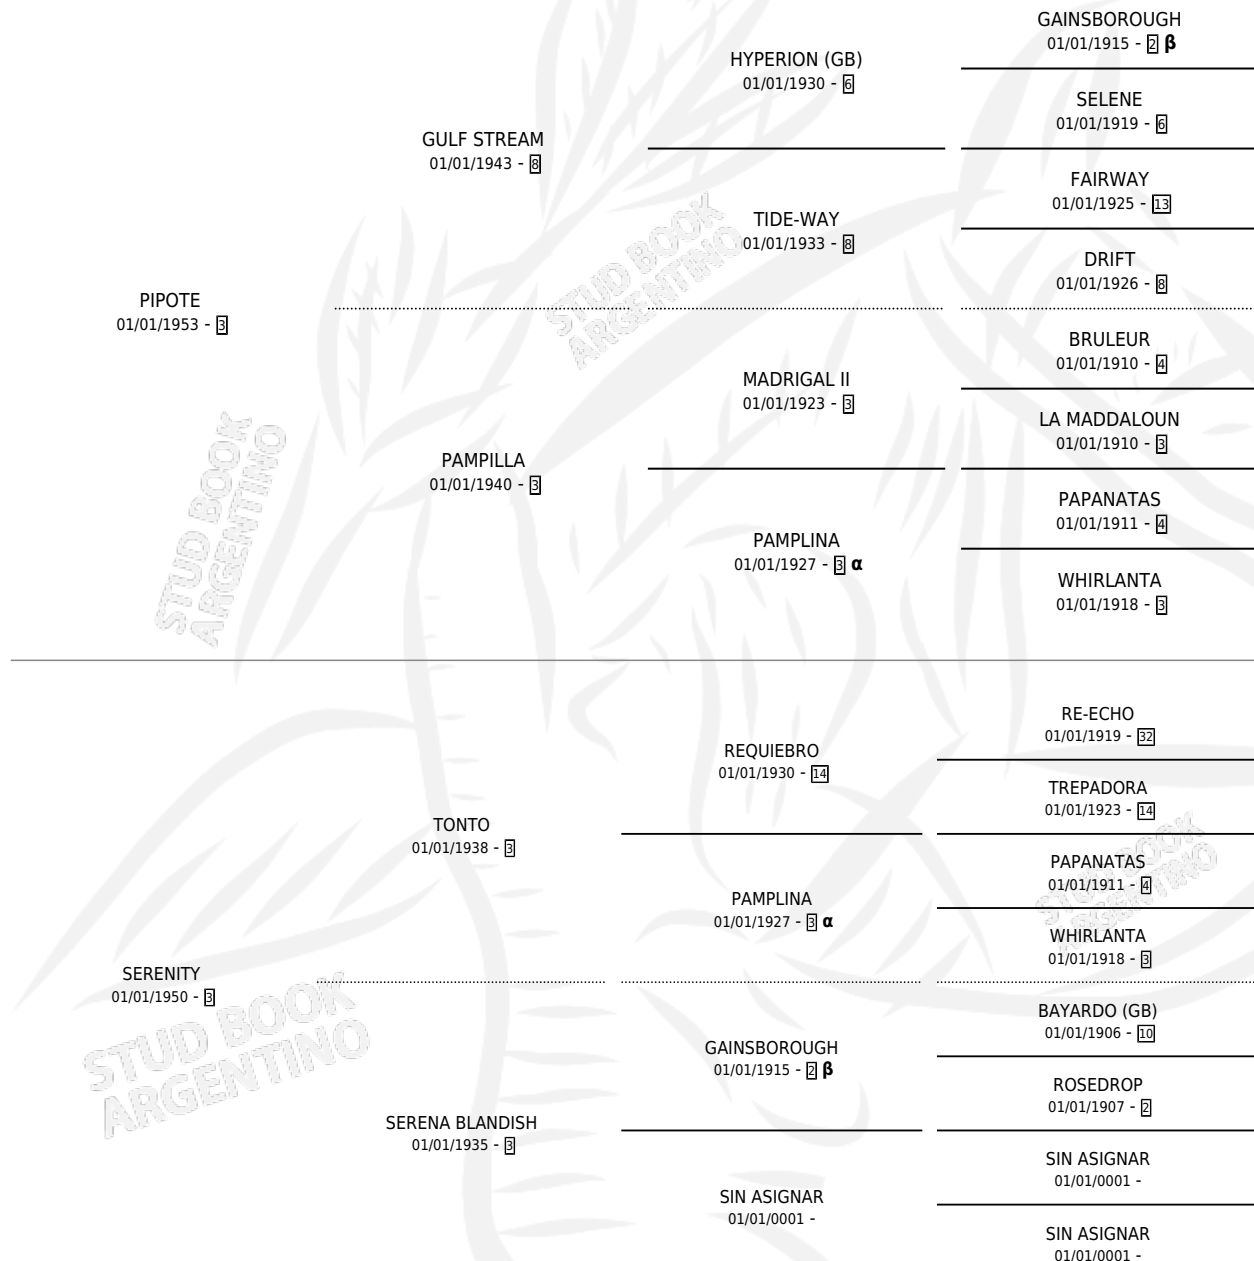 GAINSBOROUGH
01/01/1915 - 2 β
HYPERION (GB)
01/01/1930 - 6
SELENE
01/01/1919 - 6
GULF STREAM
01/01/1943 - 8
FAIRWAY
01/01/1925 - 13
TIDE-WAY
01/01/1933 - 8
DRIFT
01/01/1926 - 8
PIPOTE
01/01/1953 - 3
BRULEUR
01/01/1910 - 4
MADRIGAL II
01/01/1923 - 3
LA MADDALOUN
01/01/1910 - 3
PAMPILLA
01/01/1940 - 3
PAPANATAS
01/01/1911 - 4
PAMPLINA
01/01/1927 - 3 α
WHIRLANTA
01/01/1918 - 3
RE-ECHO
01/01/1919 - 32
REQUIEBRO
01/01/1930 - 14
TREPADORA
01/01/1923 - 14
TONTO
01/01/1938 - 3
PAPANATAS
01/01/1911 - 4
PAMPLINA
01/01/1927 - 3 α
WHIRLANTA
01/01/1918 - 3
SERENITY
01/01/1950 - 3
BAYARDO (GB)
01/01/1906 - 10
GAINSBOROUGH
01/01/1915 - 2 β
ROSEDROP
01/01/1907 - 2
SERENA BLANDISH
01/01/1935 - 3
SIN ASIGNAR
01/01/0001 -
SIN ASIGNAR
01/01/0001 -
SIN ASIGNAR
01/01/0001 -
STUD BOOK
ARGENTINO
STUD BOOK
ARGENTINO
STUD BOOK
ARGENTINO
STUD BOOK
ARGENTINO